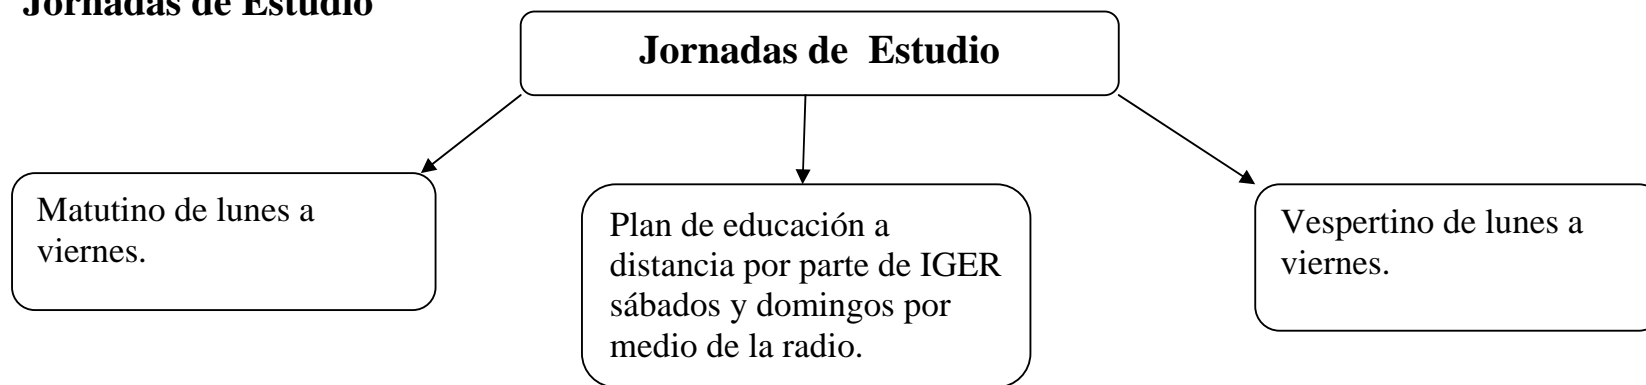 Jornadas de Estudio
Jornadas de Estudio
Matutino de lunes a
viernes.
Plan de educación a
distancia por parte de IGER
sábados y domingos por
medio de la radio.
Vespertino de lunes a
viernes.